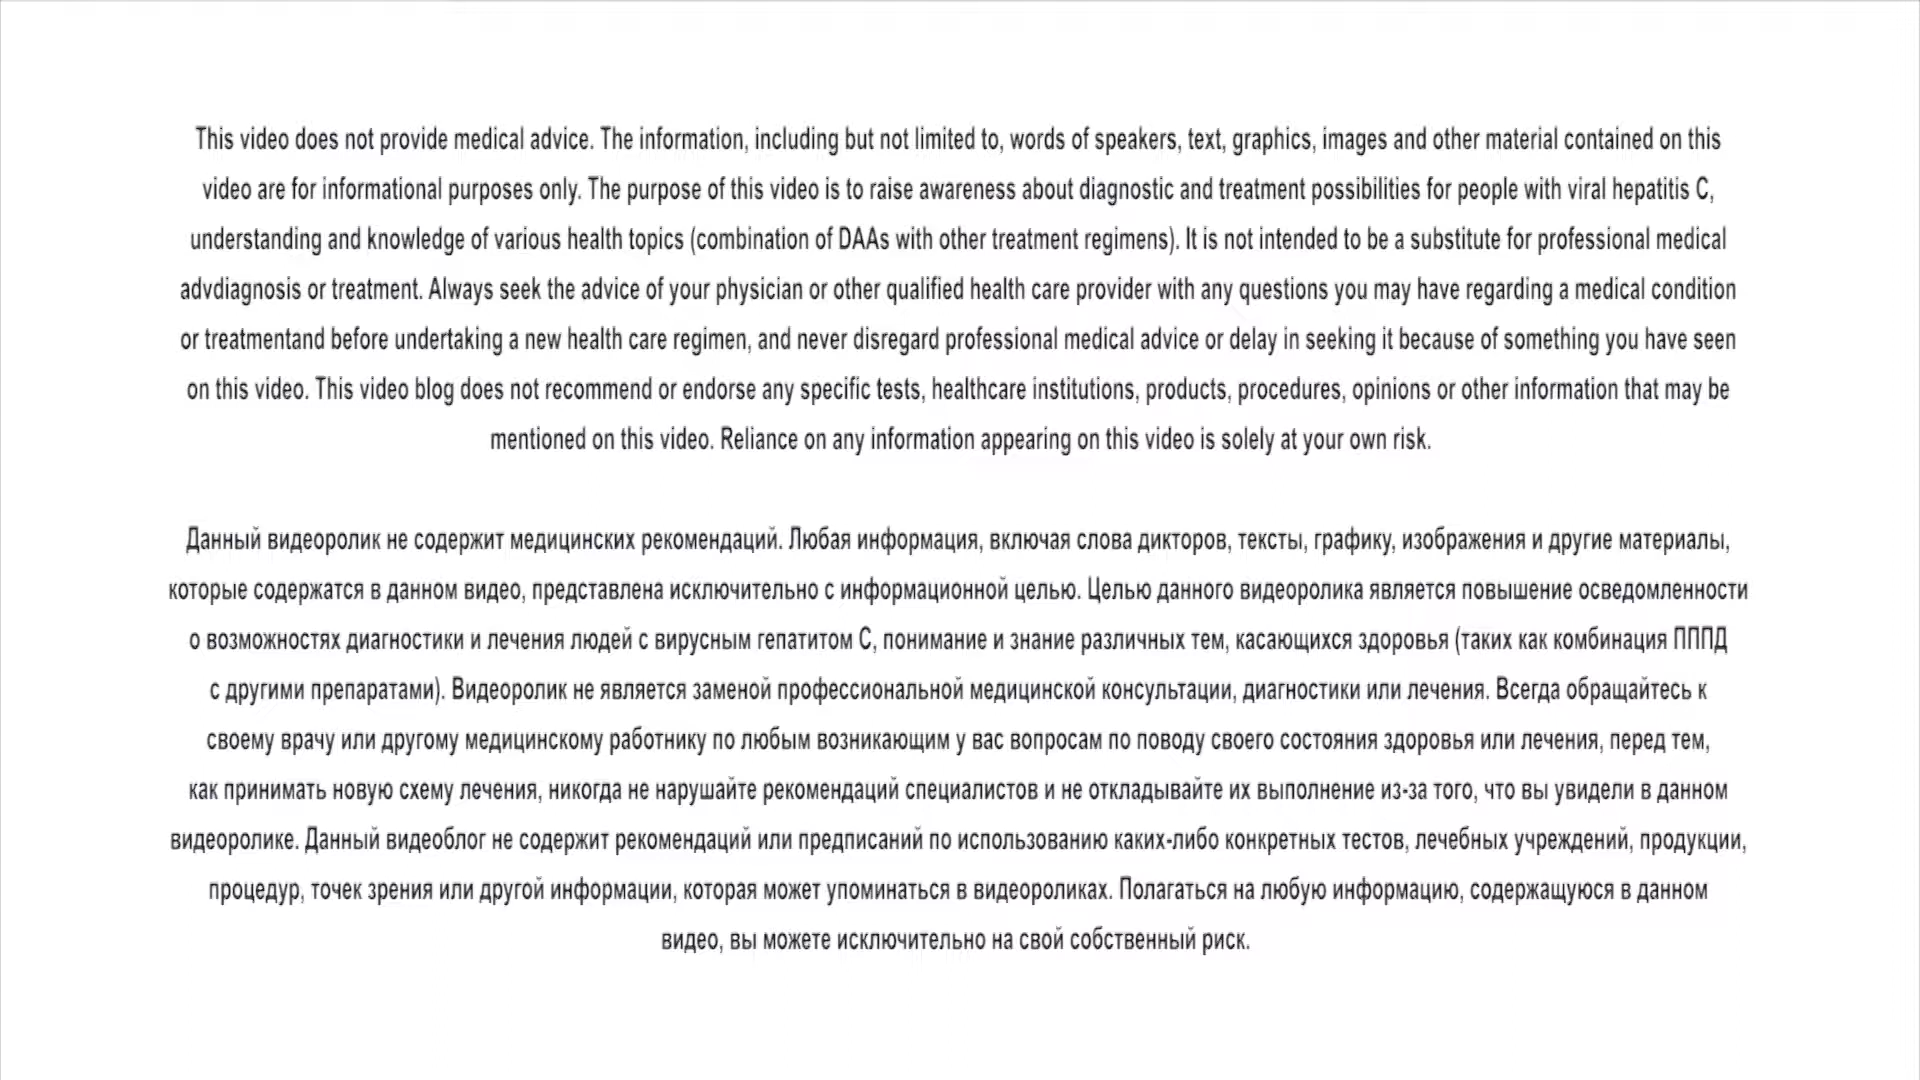 This video does not provide medical advice. The information, including but not limited to, words of speakers, text, graphics, images and other material contained on this
video are for informational purposes only. The purpose of this video is to raise awareness about diagnostic and treatment possibilities for people with viral hepatitis C,
understanding and knowledge of various health topics (combination of DAAs with other treatment regimens). It is not intended to be a substitute for professional medical
advdiagnosis or treatment. Always seek the advice of your physician or other qualified health care provider with any questions you may have regarding a medical condition
or treatmentand before undertaking a new health care regimen, and never disregard professional medical advice or delay in seeking it because of something you have seen
on this video. This video blog does not recommend or endorse any specific tests, healthcare institutions, products, procedures, opinions or other information that may be
mentioned on this video. Reliance on any information appearing on this video is solely at your own risk.
Данный видеоролик не содержит медицинских рекомендаций. Любая информация, включая слова дикторов, тексты, графику, изображения и другие материалы,
которые содержатся в данном видео, представлена исключительно с информационной целью. Целью данного видеоролика является повышение осведомленности
о возможностях диагностики и лечения людей с вирусным гепатитом С, понимание и знание различных тем, касающихся здоровья (таких как комбинация ПППД
с другими препаратами). Видеоролик не является заменой профессиональной медицинской консультации, диагностики или лечения. Всегда обращайтесь к
своему врачу или другому медицинскому работнику по любым возникающим у вас вопросам по поводу своего состояния здоровья или лечения, перед тем,
как принимать новую схему лечения, никогда не нарушайте рекомендаций специалистов и не откладывайте их выполнение из-за того, что вы увидели в данном
видеоролике. Данный видеоблог не содержит рекомендаций или предписаний по использованию каких-либо конкретных тестов, лечебных учреждений, продукции,
процедур, точек зрения или другой информации, которая может упоминаться в видеороликах. Полагаться на любую информацию, содержащуюся в данном
видео, вы можете исключительно на свой собственный риск.